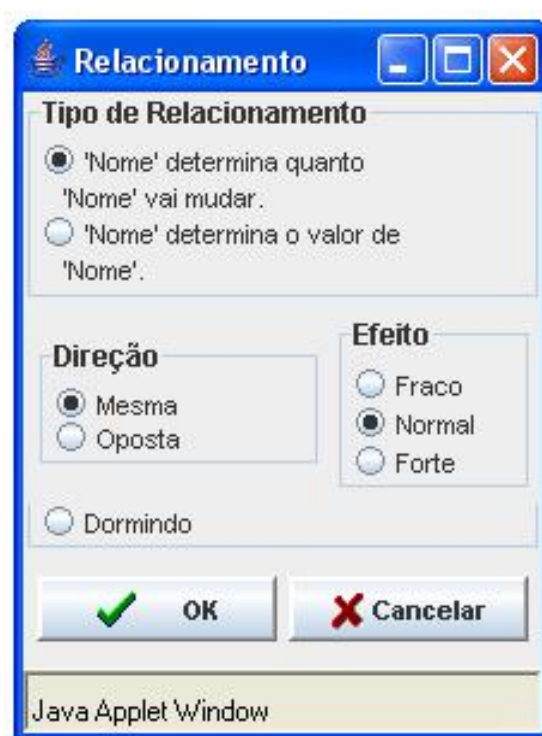 Relacionamento
Tipo de Relacionamento
'Nome' determina quanto
'Nome' vai mudar.
'Nome' determina o valor de
'Nome'.
Direção
Mesma
Oposta
Efeito
Fraco
Normal
Forte
Dormindo
OK
Cancelar
Java Applet Window